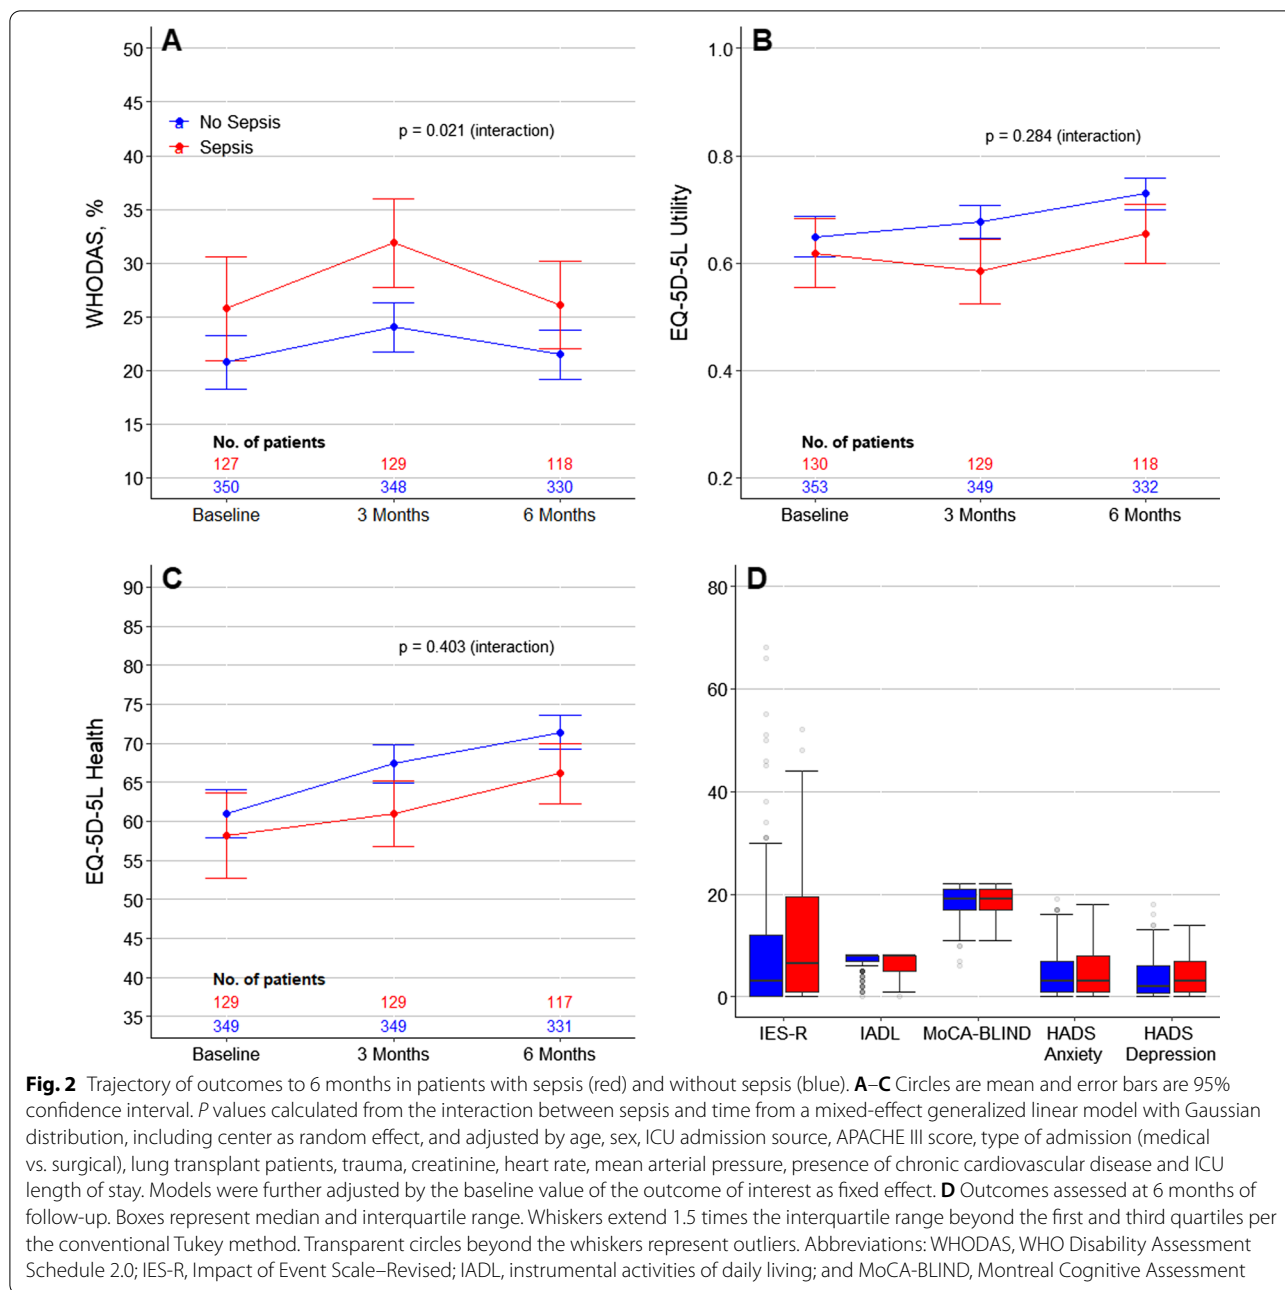 A
WHODAS, %
50
45
40
35
30
25
20
15
10
a No Sepsis
a Sepsis
p = 0.021 (interaction)
No. of patients
127 129 118
350 348 330
Baseline 3 Months 6 Months
B
EQ-5D-5L Utility
1.0
0.8
0.6
0.4
0.2
p = 0.284 (interaction)
No. of patients
130 129 118
353 349 332
Baseline 3 Months 6 Months
C
EQ-5D-5L Health
90
85
80
75
70
65
60
55
50
45
40
35
p = 0.403 (interaction)
No. of patients
129 129 117
349 349 331
Baseline 3 Months 6 Months
D
80
60
40
20
0
IES-R IADL MoCA-BLIND HADS HADS
Anxiety Depression
Fig. 2 Trajectory of outcomes to 6 months in patients with sepsis (red) and without sepsis (blue). A–C Circles are mean and error bars are 95%
confidence interval. P values calculated from the interaction between sepsis and time from a mixed-effect generalized linear model with Gaussian
distribution, including center as random effect, and adjusted by age, sex, ICU admission source, APACHE III score, type of admission (medical
vs. surgical), lung transplant patients, trauma, creatinine, heart rate, mean arterial pressure, presence of chronic cardiovascular disease and ICU
length of stay. Models were further adjusted by the baseline value of the outcome of interest as fixed effect. D Outcomes assessed at 6 months of
follow-up. Boxes represent median and interquartile range. Whiskers extend 1.5 times the interquartile range beyond the first and third quartiles per
the conventional Tukey method. Transparent circles beyond the whiskers represent outliers. Abbreviations: WHODAS, WHO Disability Assessment
Schedule 2.0; IES-R, Impact of Event Scale–Revised; IADL, instrumental activities of daily living; and MoCA-BLIND, Montreal Cognitive Assessment